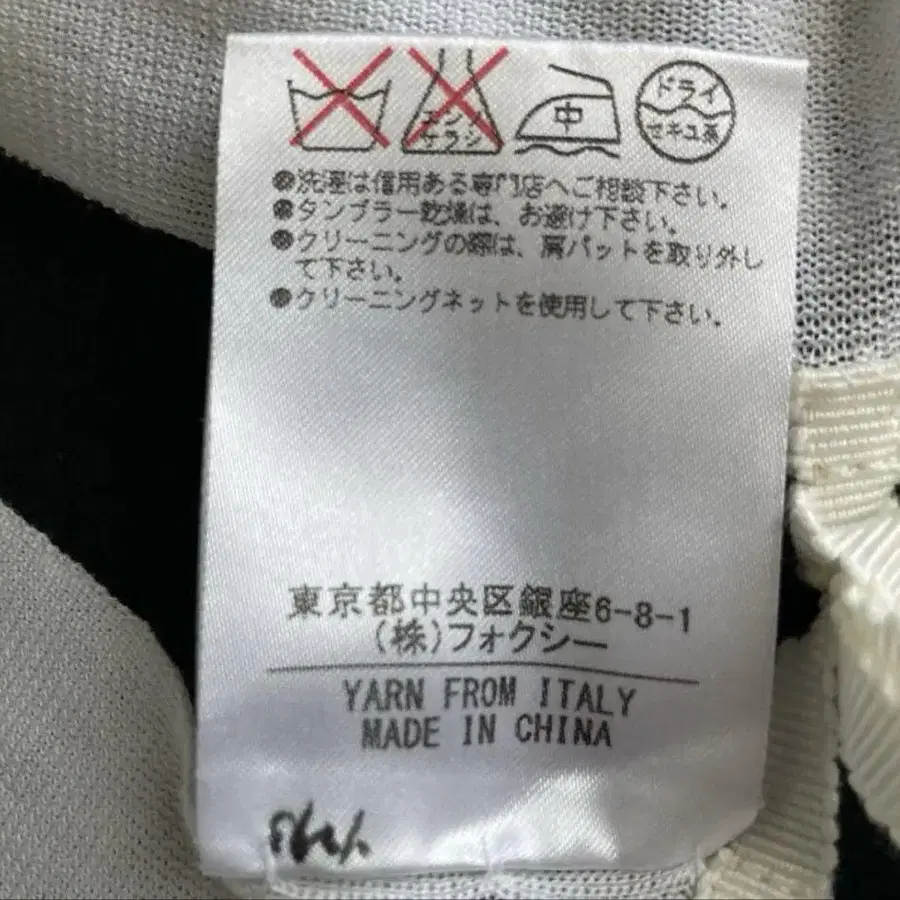 エンソ
サラシ
中
ドライ
セキユ系
●洗濯は信用ある専門店へご相談下さい。
●タンブラー乾燥は、お避け下さい。
●クリーニングの際は、肩パットを取り外し
て下さい。
●クリーニングネットを使用して下さい。
東京都中央区銀座6-8-1
(株)フォクシー
YARN FROM ITALY
MADE IN CHINA